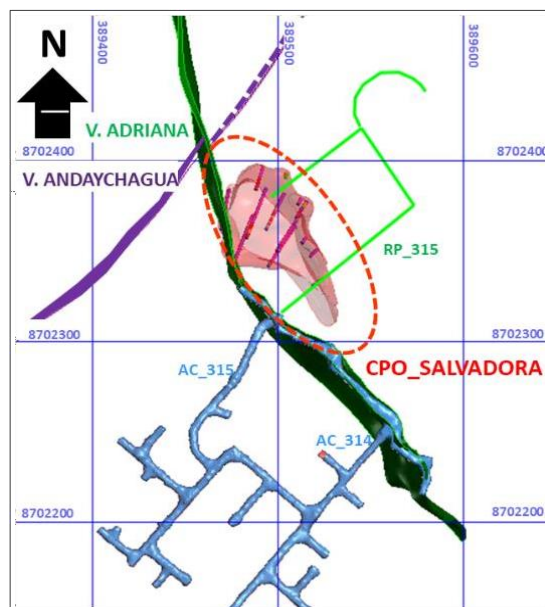 389400
389500
389600
N
V. ADRIANA
8702400
8702400
V. ANDAYCHAGUA
RP_315
8702300
8702300
AC_315
CPO_SALVADORA
AC_314
8702200
8702200